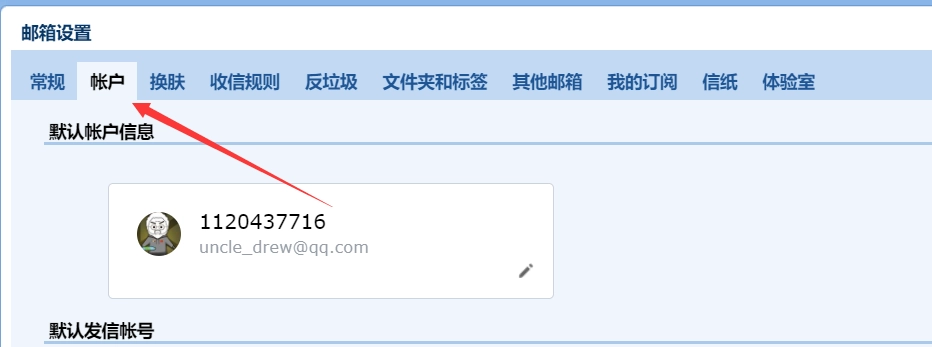 邮箱设置
常规 帐户 换肤 收信规则 反垃圾 文件夹和标签 其他邮箱 我的订阅 信纸 体验室
默认帐户信息
1120437716
uncle_drew@qq.com
默认发信帐号